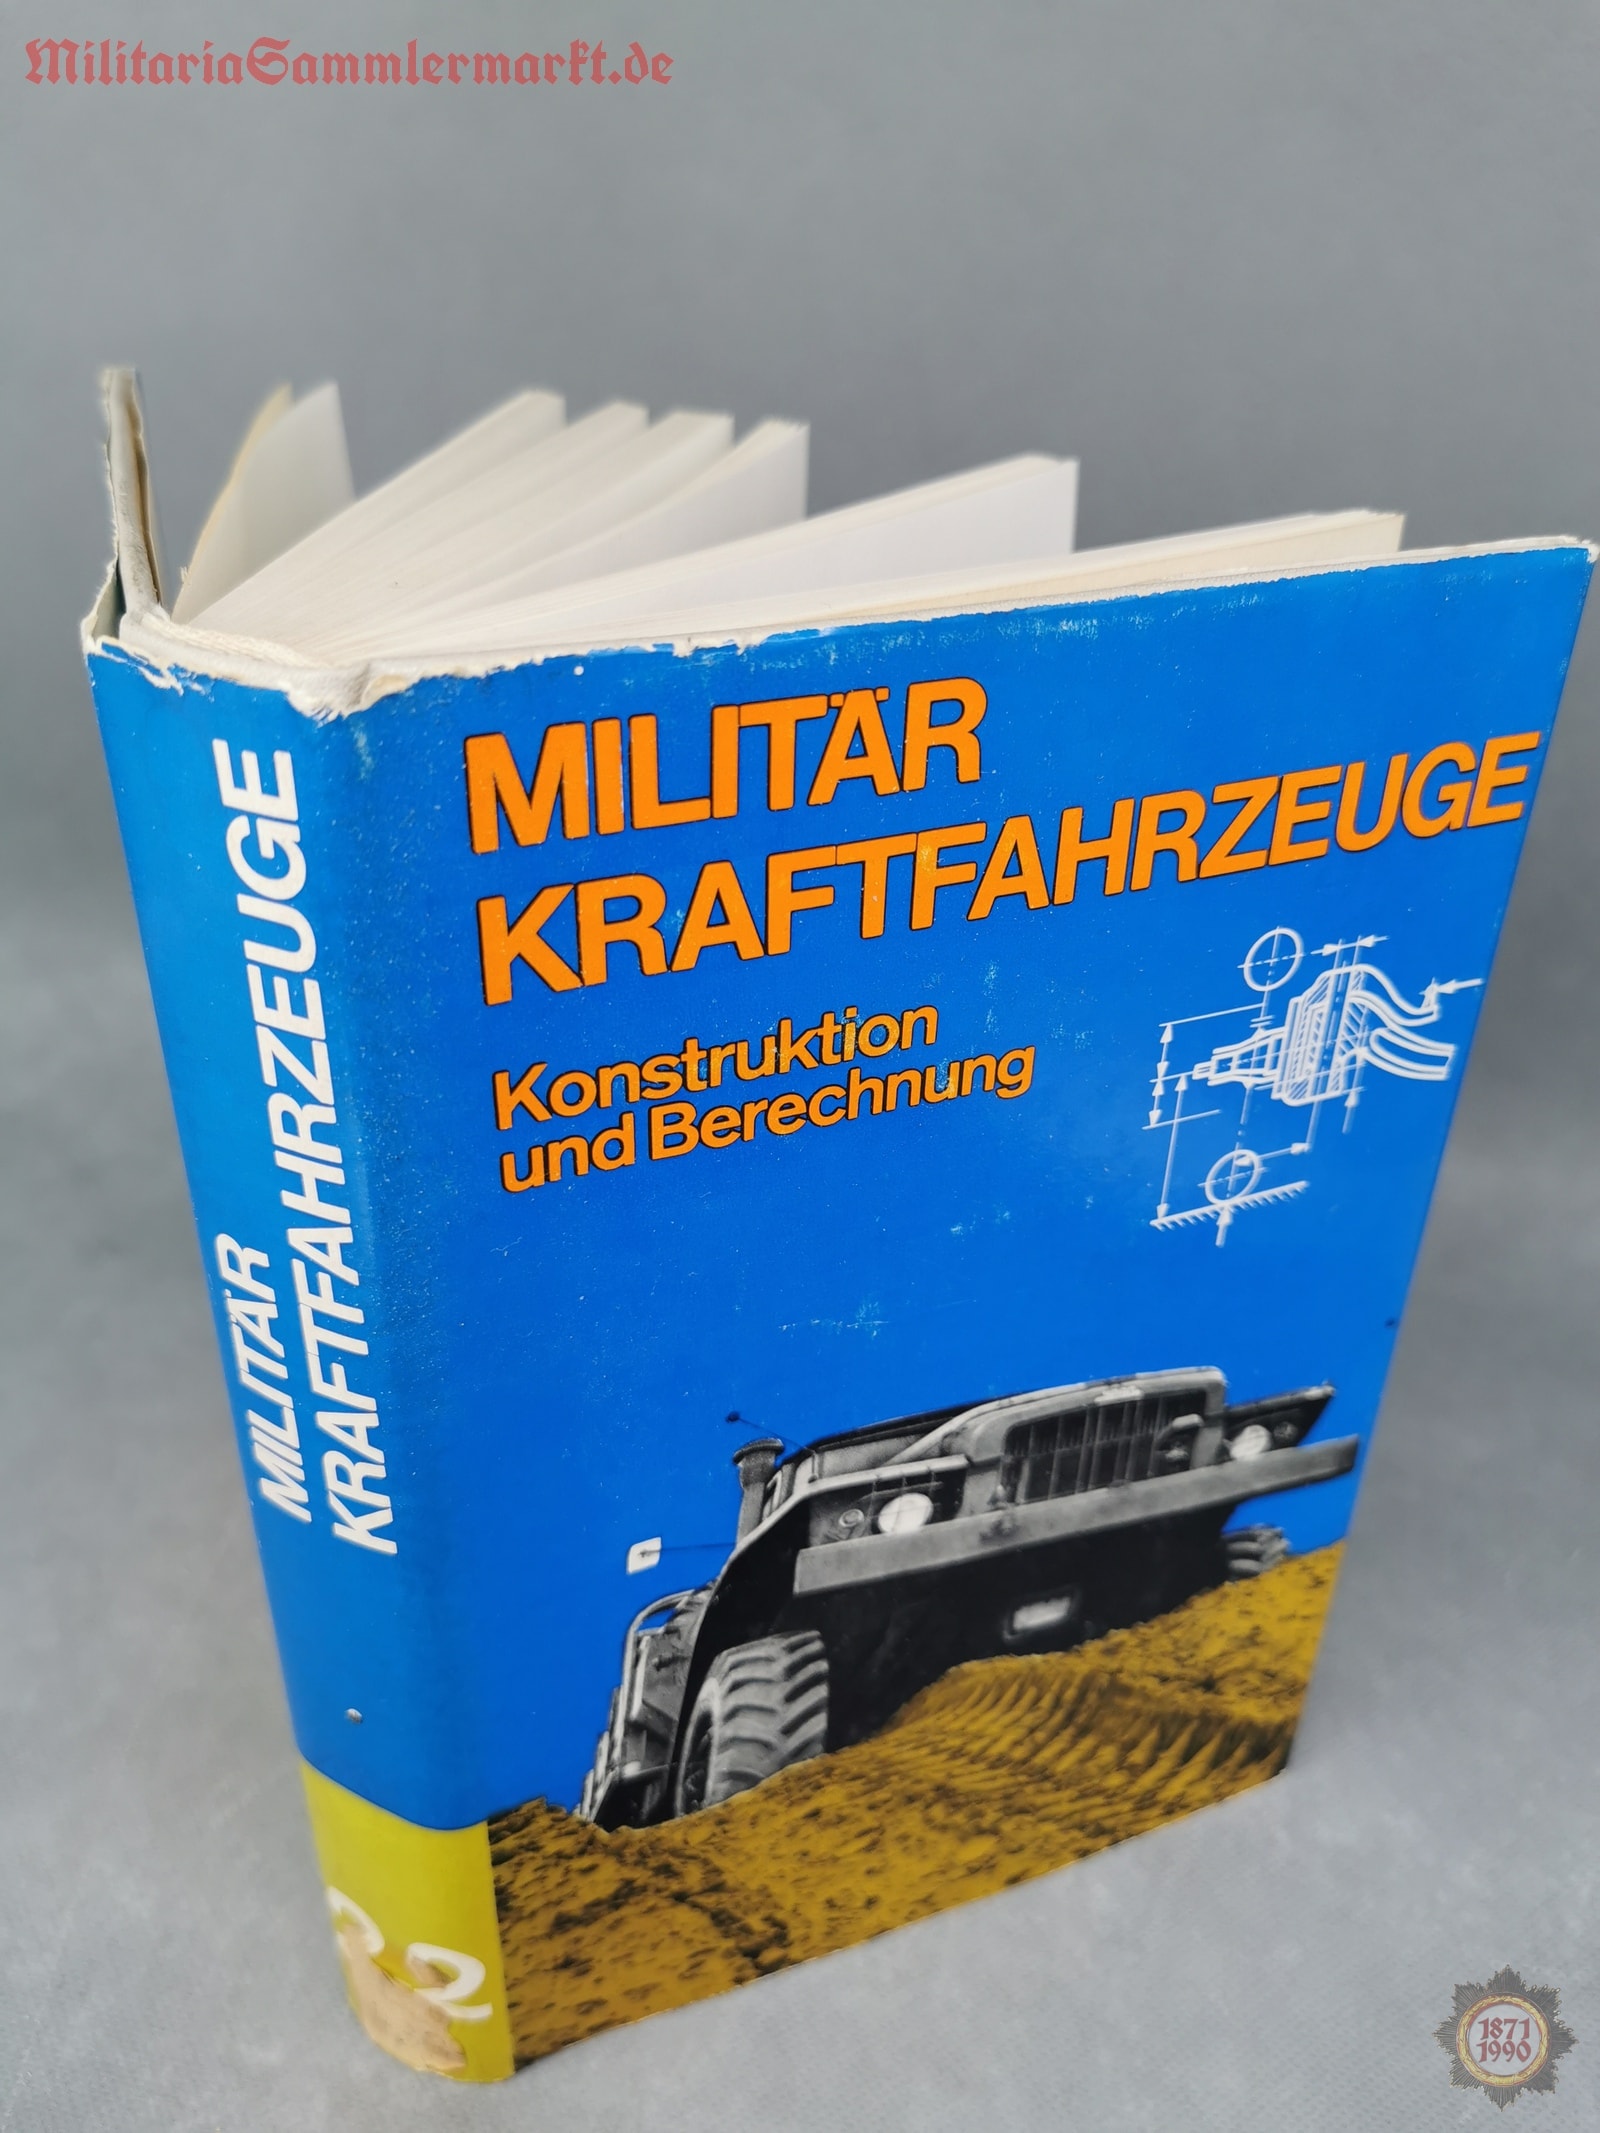 MilitariaSammlermarkt.de
MILITÄR
KRAFTFAHRZEUGE
MILITÄR
KRAFTFAHRZEUGE
Konstruktion
und Berechnung
1871
1990